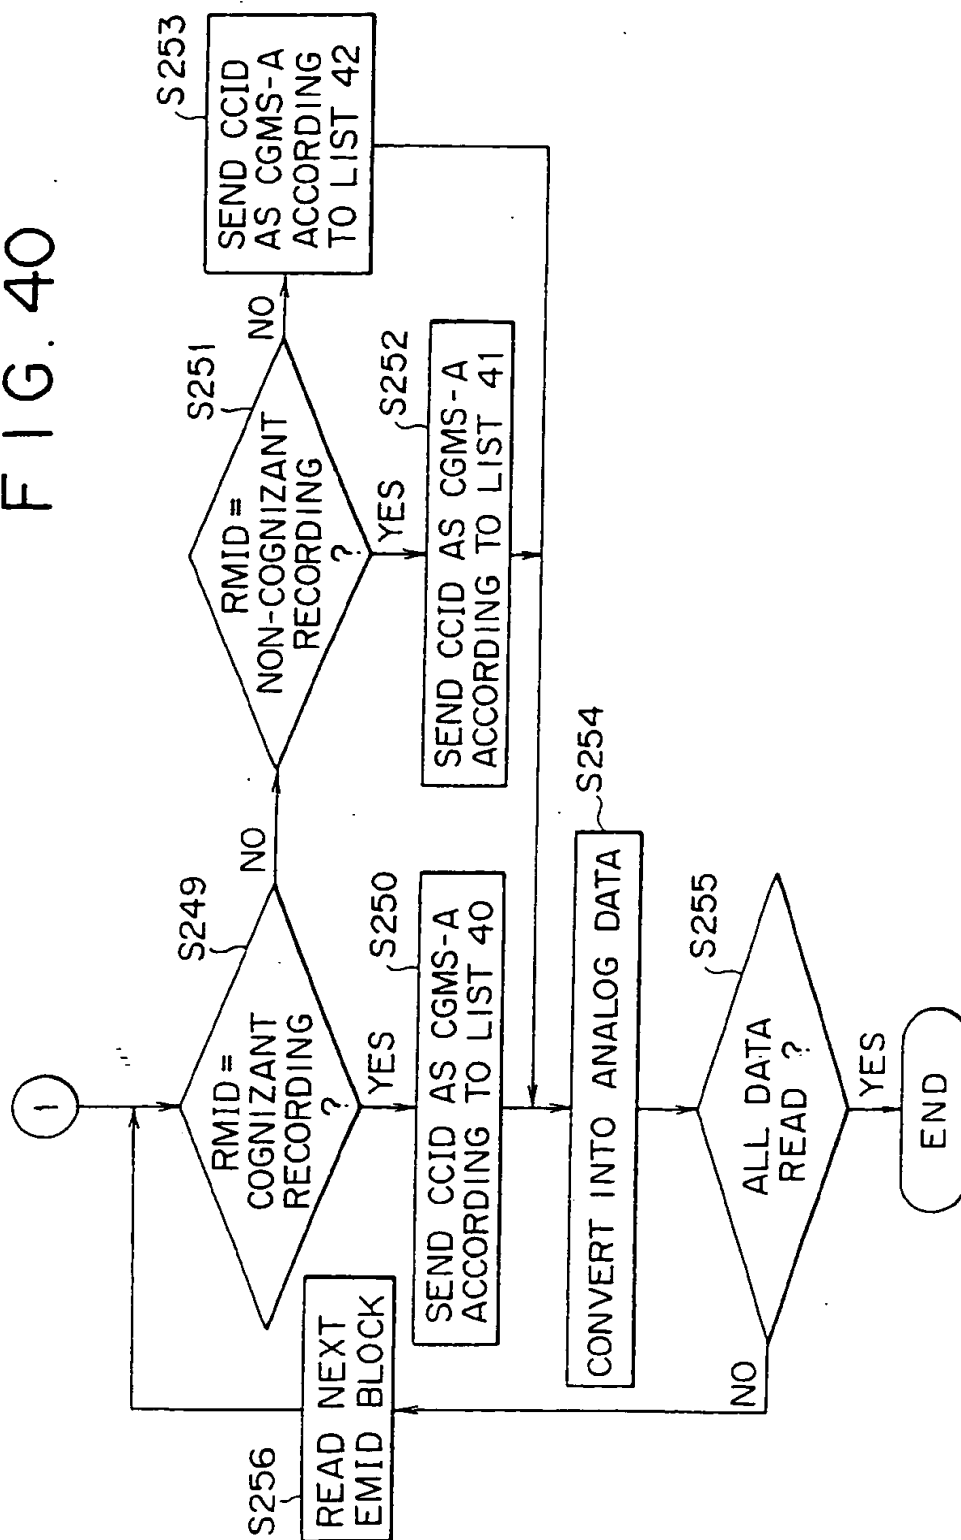 F I G. 40
1
S249
RMID =
COGNIZANT
RECORDING
?
NO
YES
S251
RMID =
NON-COGNIZANT
RECORDING
?
NO
YES
S253
SEND CCID
AS CGMS-A
ACCORDING
TO LIST 42
S250
SEND CCID AS CGMS-A
ACCORDING TO LIST 40
S252
SEND CCID AS CGMS-A
ACCORDING TO LIST 41
S256
READ NEXT
EMID BLOCK
S254
CONVERT INTO ANALOG DATA
S255
ALL DATA
READ ?
NO
YES
END